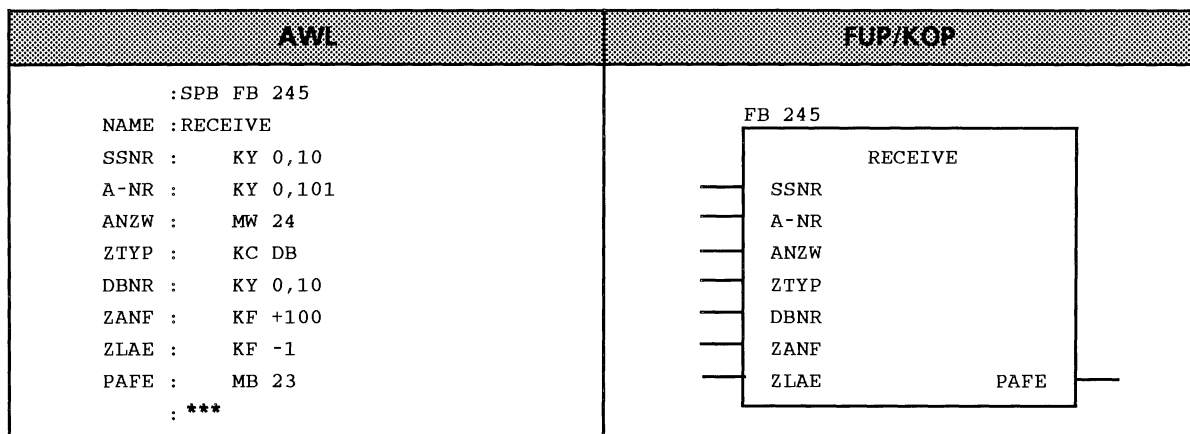 AWL
:SPB FB 245
NAME :RECEIVE
SSNR : KY 0,10
A-NR : KY 0,101
ANZW : MW 24
ZTYP : KC DB
DBNR : KY 0,10
ZANF : KF +100
ZLAE : KF -1
PAFE : MB 23
: ***
FUP/KOP
FB 245
RECEIVE
SSNR
A-NR
ANZW
ZTYP
DBNR
ZANF
ZLAE PAFE